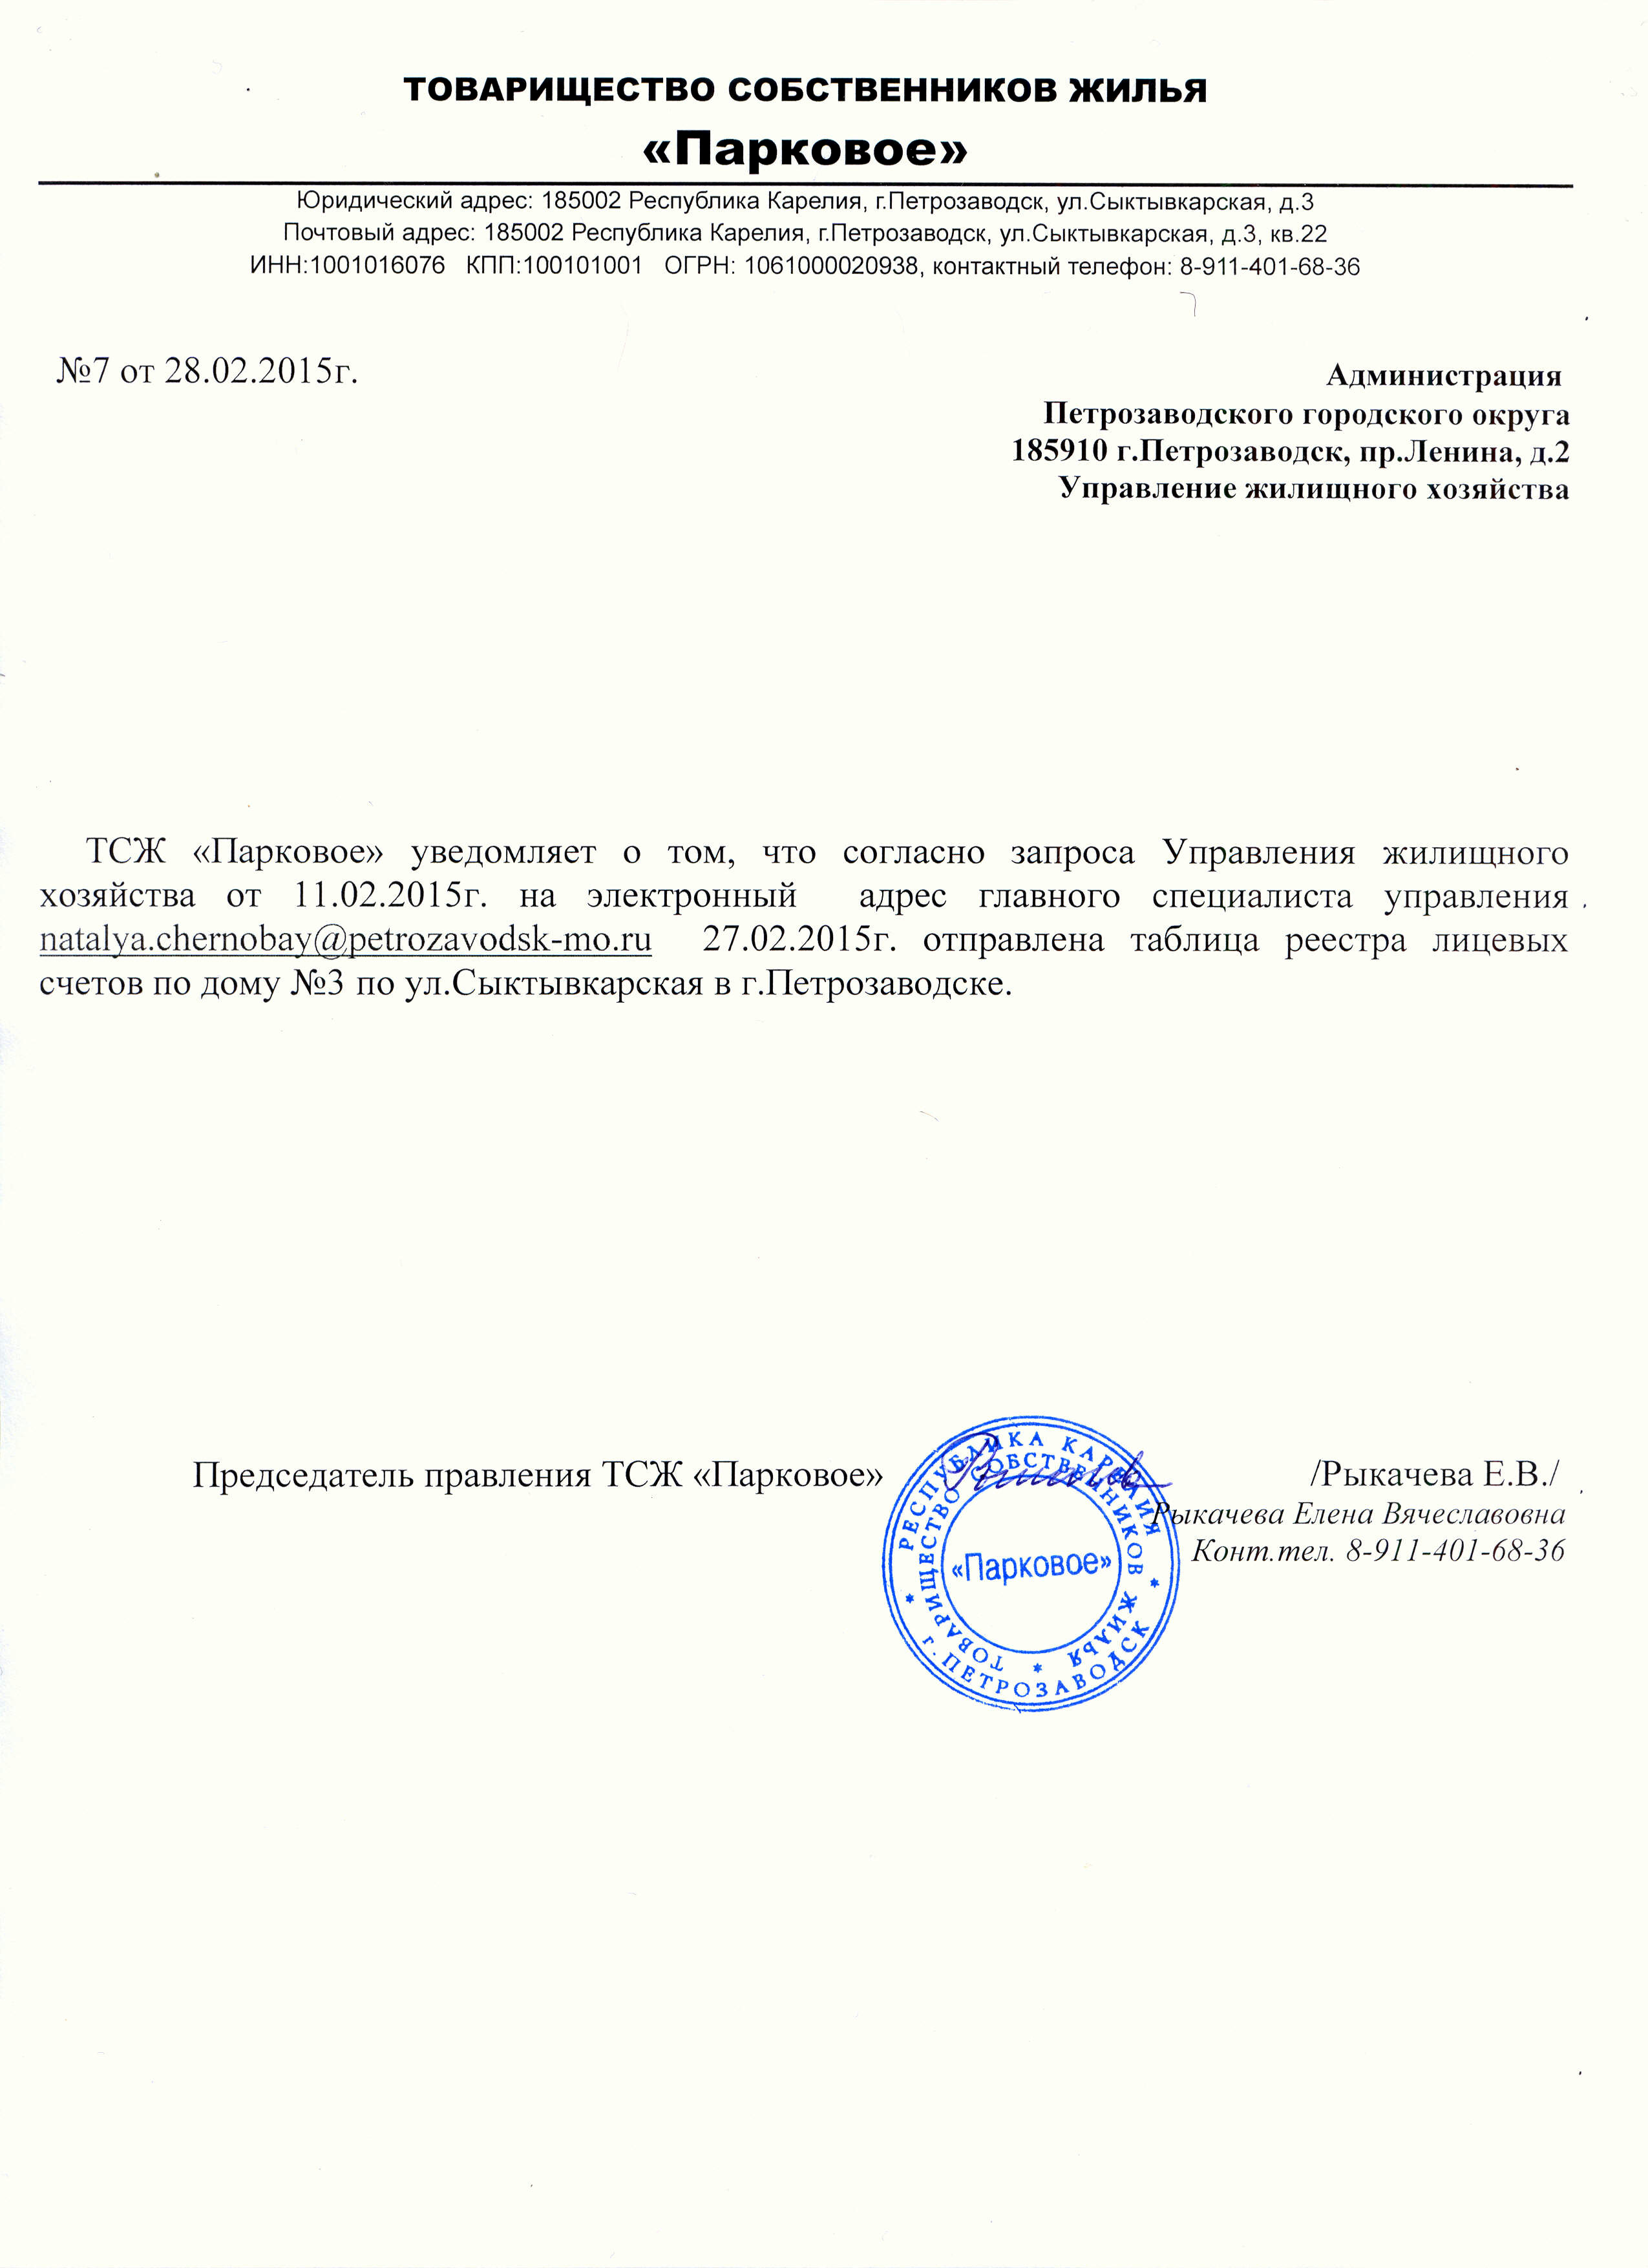 ТОВАРИЩЕСТВО СОБСТВЕННИКОВ ЖИЛЬЯ
«Парковое»
Юридический адрес: 185002 Республика Карелия, г.Петрозаводск, ул.Сыктывкарская, д.3
Почтовый адрес: 185002 Республика Карелия, г.Петрозаводск, ул.Сыктывкарская, д.3, кв.22
ИНН:1001016076 КПП:100101001 ОГРН: 1061000020938, контактный телефон: 8-911-401-68-36
№7 от 28.02.2015г.
Администрация
Петрозаводского городского округа
185910 г.Петрозаводск, пр.Ленина, д.2
Управление жилищного хозяйства
ТСЖ «Парковое» уведомляет о том, что согласно запроса Управления жилищного
хозяйства от 11.02.2015г. на электронный адрес главного специалиста управления
natalya.chernobay@petrozavodsk-mo.ru 27.02.2015г. отправлена таблица реестра лицевых
счетов по дому №3 по ул.Сыктывкарская в г.Петрозаводске.
Председатель правления ТСЖ «Парковое» /Рыкачева Е.В./
Рыкачева Елена Вячеславовна
Конт.тел. 8-911-401-68-36
РЕСПУБЛИКА КАРЕЛИЯ
г.ПЕТРОЗАВОДСК
ТОВАРИЩЕСТВО СОБСТВЕННИКОВ ЖИЛЬЯ
«Парковое»